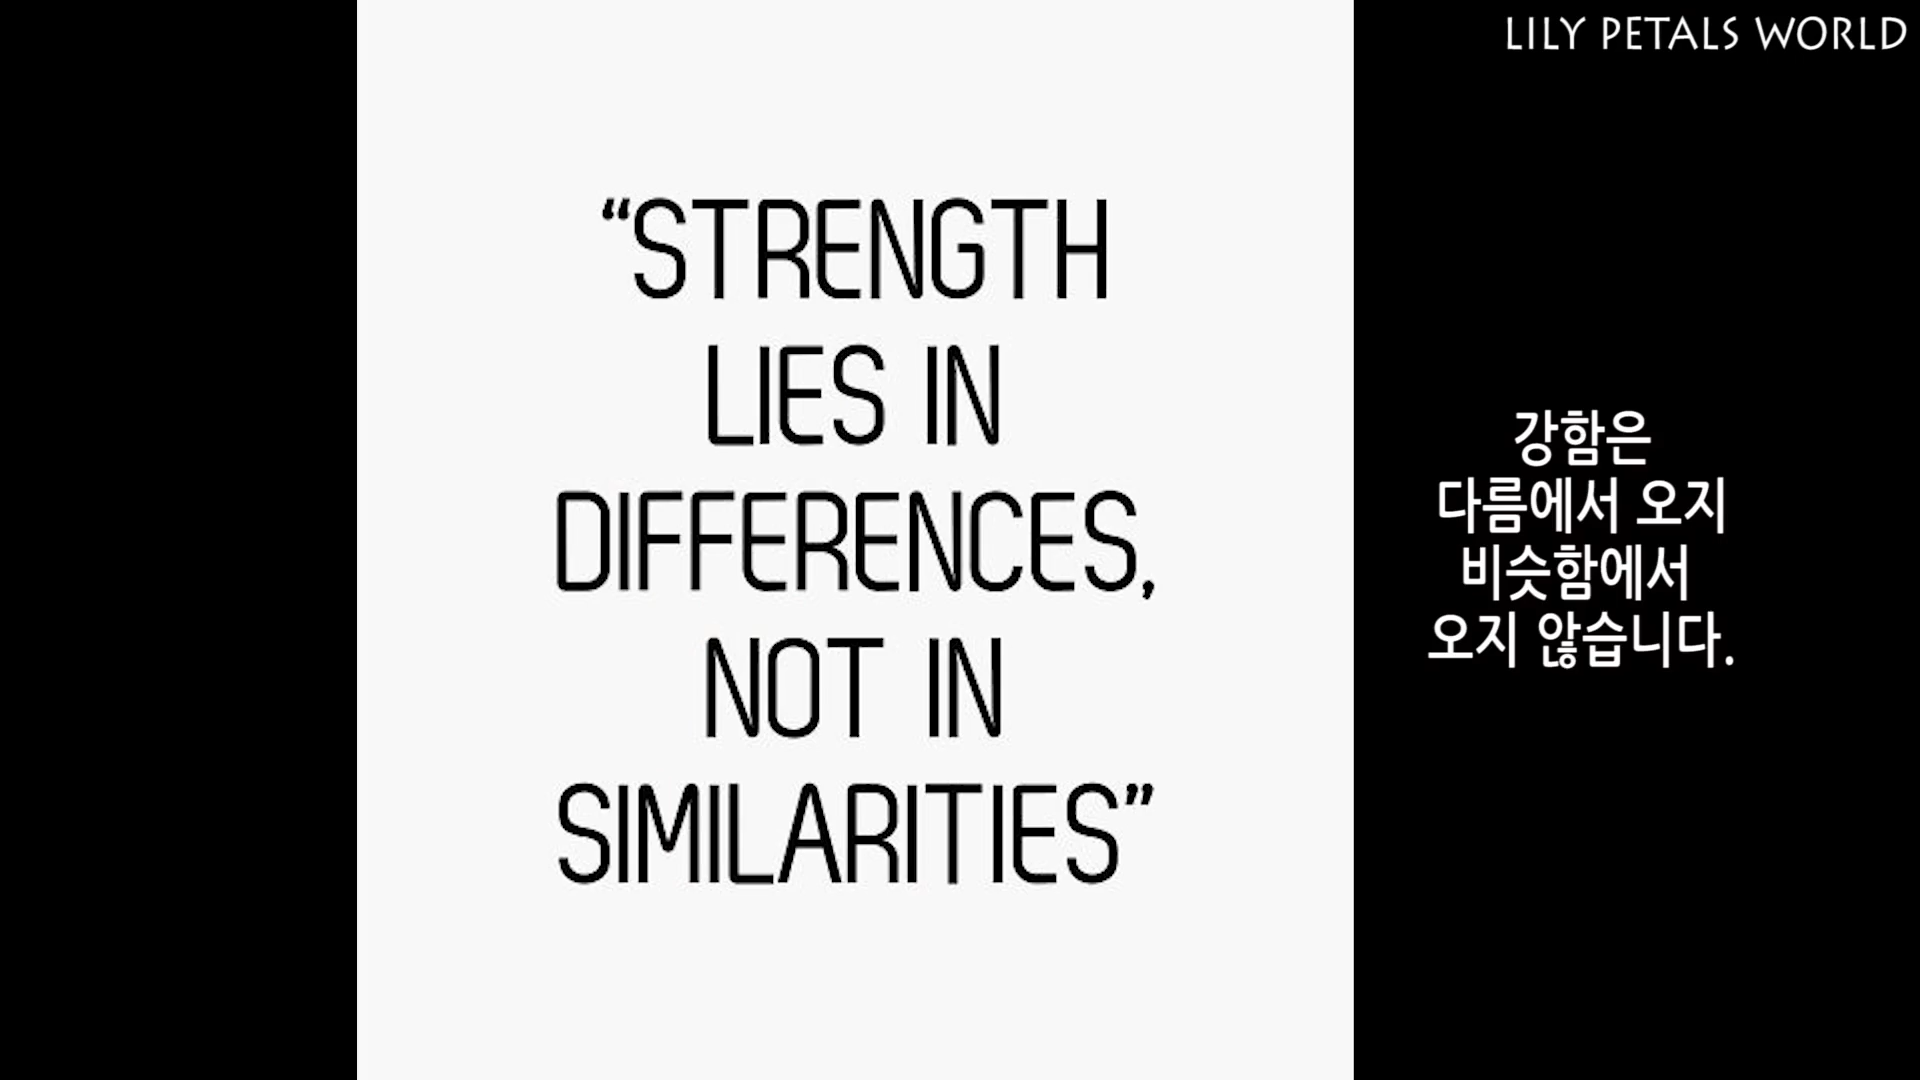 LILY PETALS WORLD
“STRENGTH
LIES IN
DIFFERENCES,
NOT IN
SIMILARITIES”
강함은
다름에서 오지
비슷함에서
오지 않습니다.